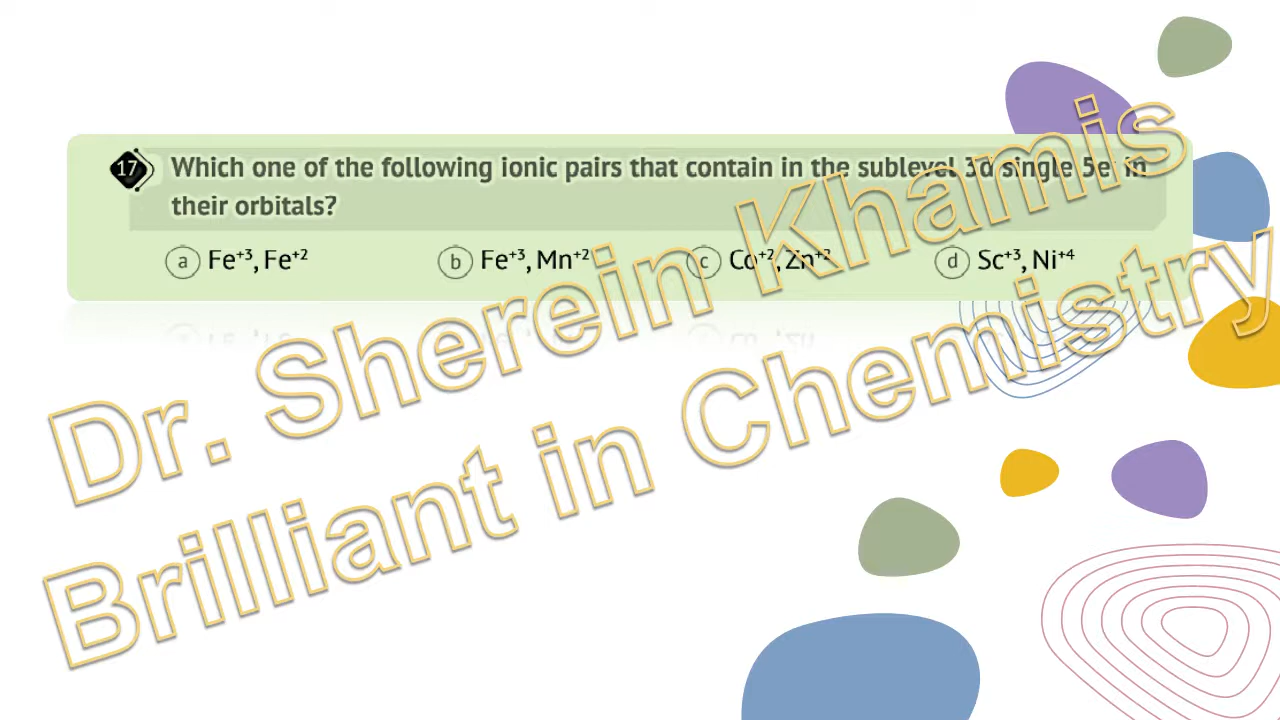 17 Which one of the following ionic pairs that contain in the sublevel 3d single 5e⁻ in
their orbitals?
a Fe⁺³, Fe⁺² b Fe⁺³, Mn⁺² c Co⁺², Zn⁺² d Sc⁺³, Ni⁺⁴
Dr. Sherein Khamis
Brilliant in Chemistry